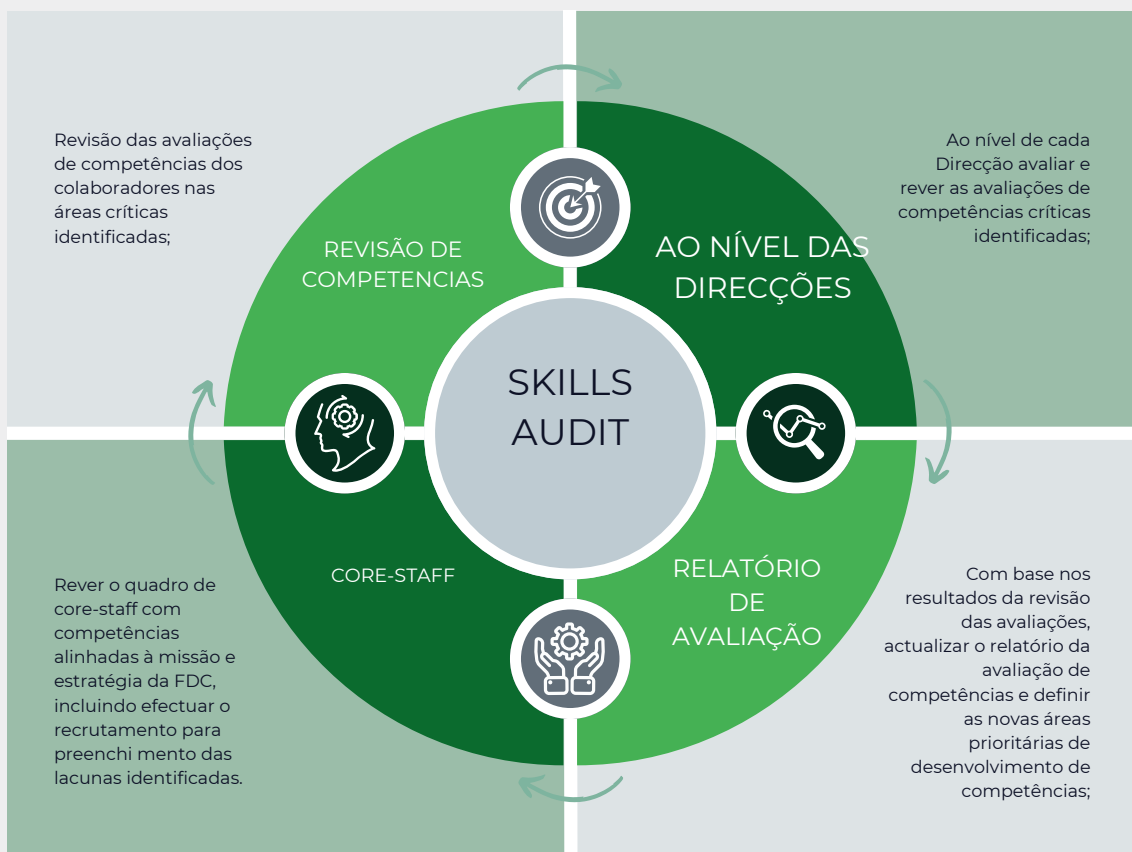 Revisão das avaliações
de competências dos
colaboradores nas
áreas críticas
identificadas;
REVISÃO DE
COMPETENCIAS
AO NÍVEL DAS
DIRECÇÕES
Ao nível de cada
Direcção avaliar e
rever as avaliações de
competências críticas
identificadas;
SKILLS
AUDIT
Rever o quadro de
core-staff com
competências
alinhadas à missão e
estratégia da FDC,
incluindo efectuar o
recrutamento para
preenchi mento das
lacunas identificadas.
CORE-STAFF
RELATÓRIO
DE
AVALIAÇÃO
Com base nos
resultados da revisão
das avaliações,
actualizar o relatório da
avaliação de
competências e definir
as novas áreas
prioritárias de
desenvolvimento de
competências;